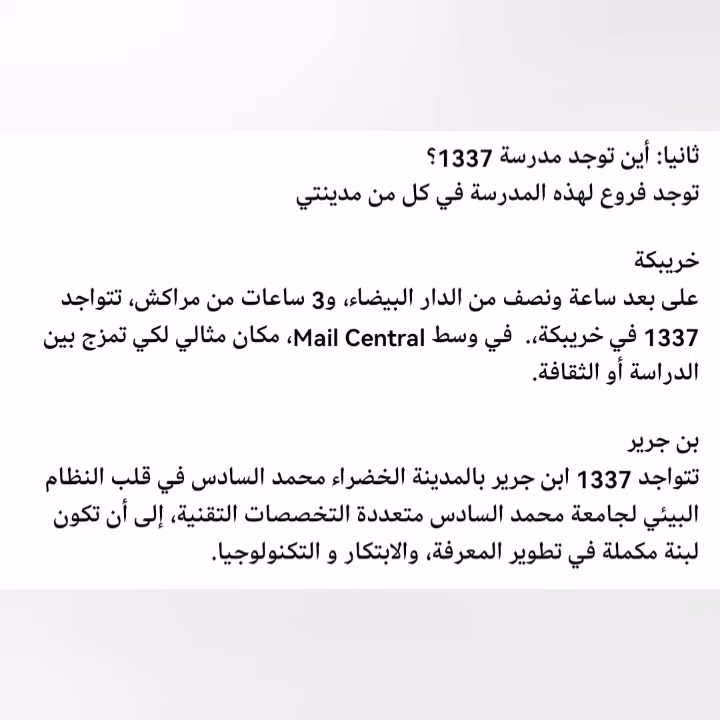 ثانيا: أين توجد مدرسة 1337؟
توجد فروع لهذه المدرسة في كل من مدينتي
خريبكة
على بعد ساعة ونصف من الدار البيضاء، و3 ساعات من مراكش، تتواجد
1337 في خريبكة،. في وسط Mail Central، مكان مثالي لكي تمزج بين
الدراسة أو الثقافة.
بن جرير
تتواجد 1337 ابن جرير بالمدينة الخضراء محمد السادس في قلب النظام
البيئي لجامعة محمد السادس متعددة التخصصات التقنية، إلى أن تكون
لبنة مكملة في تطوير المعرفة، والابتكار و التكنولوجيا.